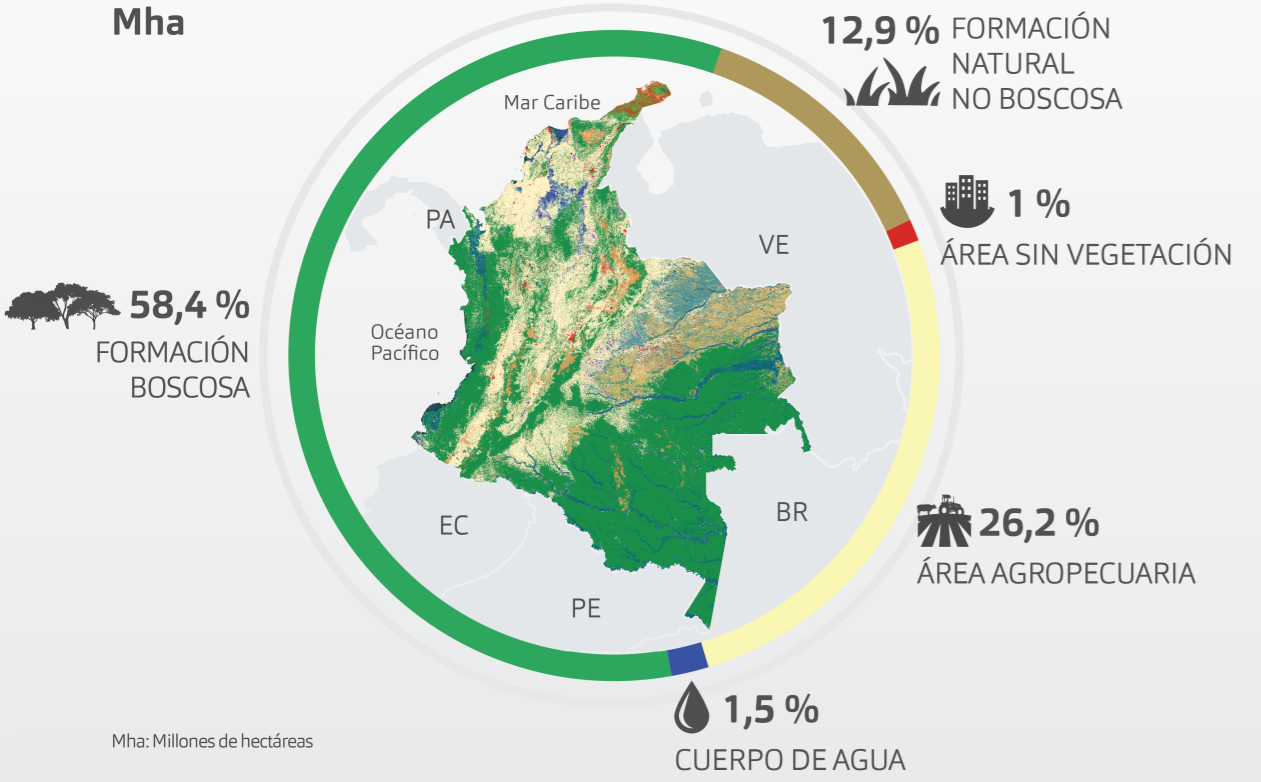 Mha
12,9 % FORMACIÓN
NATURAL
NO BOSCOSA
Mar Caribe
1 %
ÁREA SIN VEGETACIÓN
PA
VE
58,4 %
FORMACIÓN
BOSCOSA
Océano
Pacífico
26,2 %
ÁREA AGROPECUARIA
EC
BR
PE
1,5 %
CUERPO DE AGUA
Mha: Millones de hectáreas